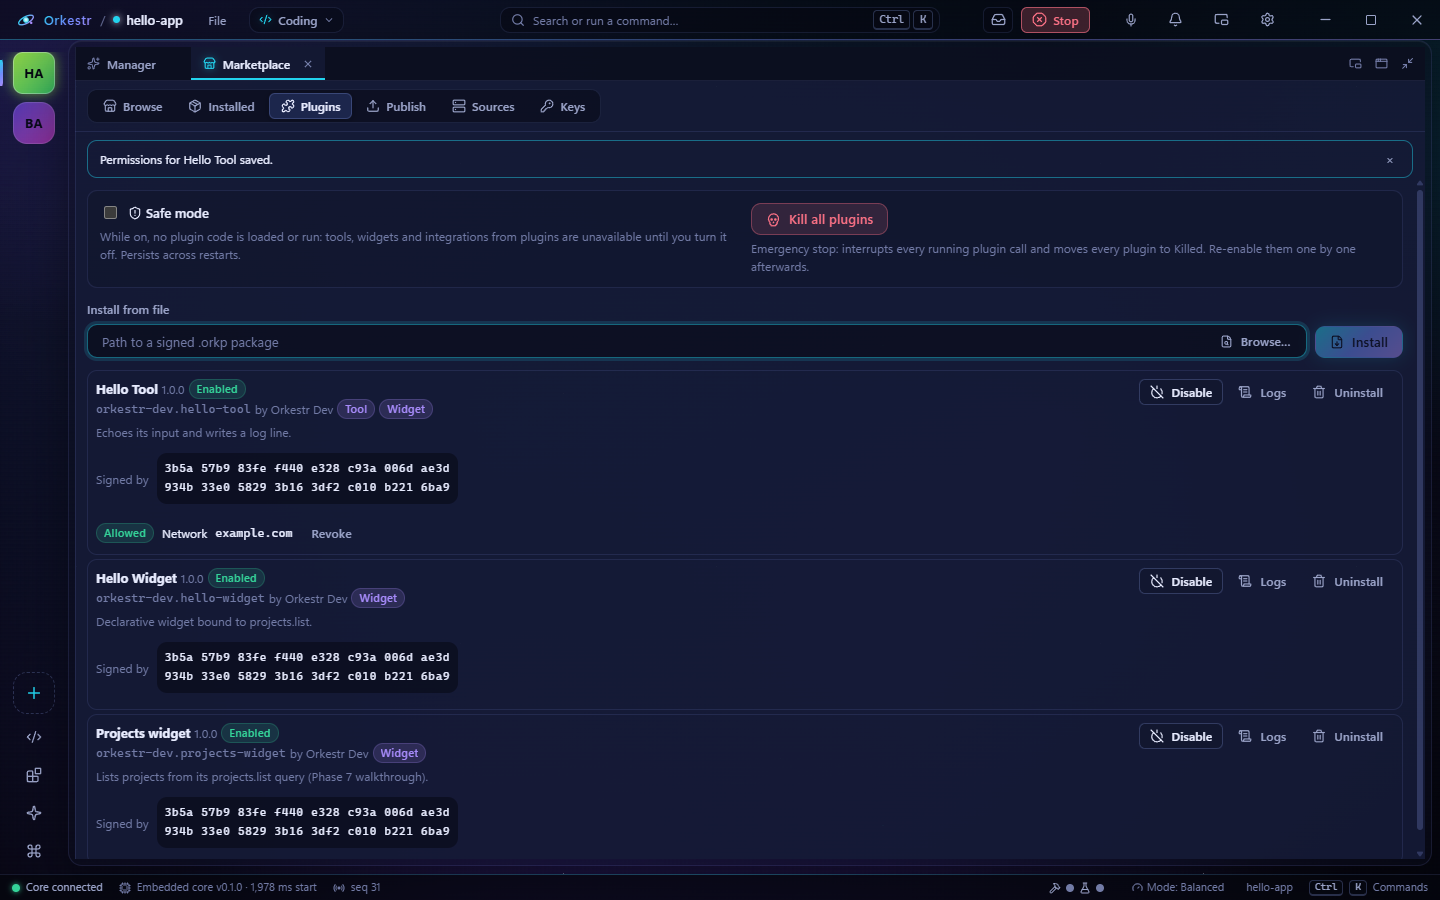 Orkestr / hello-app File Coding Search or run a command... Ctrl K Stop
HA
BA
Manager Marketplace
Browse Installed Plugins Publish Sources Keys
Permissions for Hello Tool saved.
Safe mode
While on, no plugin code is loaded or run: tools, widgets and integrations from plugins are unavailable until you turn it
off. Persists across restarts.
Kill all plugins
Emergency stop: interrupts every running plugin call and moves every plugin to Killed. Re-enable them one by one
afterwards.
Install from file
Path to a signed .orkp package Browse... Install
Hello Tool 1.0.0 Enabled Disable Logs Uninstall
orkestr-dev.hello-tool by Orkestr Dev Tool Widget
Echoes its input and writes a log line.
Signed by
3b5a 57b9 83fe f440 e328 c93a 006d ae3d
934b 33e0 5829 3b16 3df2 c010 b221 6ba9
Allowed Network example.com Revoke
Hello Widget 1.0.0 Enabled Disable Logs Uninstall
orkestr-dev.hello-widget by Orkestr Dev Widget
Declarative widget bound to projects.list.
Signed by
3b5a 57b9 83fe f440 e328 c93a 006d ae3d
934b 33e0 5829 3b16 3df2 c010 b221 6ba9
Projects widget 1.0.0 Enabled Disable Logs Uninstall
orkestr-dev.projects-widget by Orkestr Dev Widget
Lists projects from its projects.list query (Phase 7 walkthrough).
Signed by
3b5a 57b9 83fe f440 e328 c93a 006d ae3d
934b 33e0 5829 3b16 3df2 c010 b221 6ba9
Core connected Embedded core v0.1.0 · 1,978 ms start seq 31 Mode: Balanced hello-app Ctrl K Commands